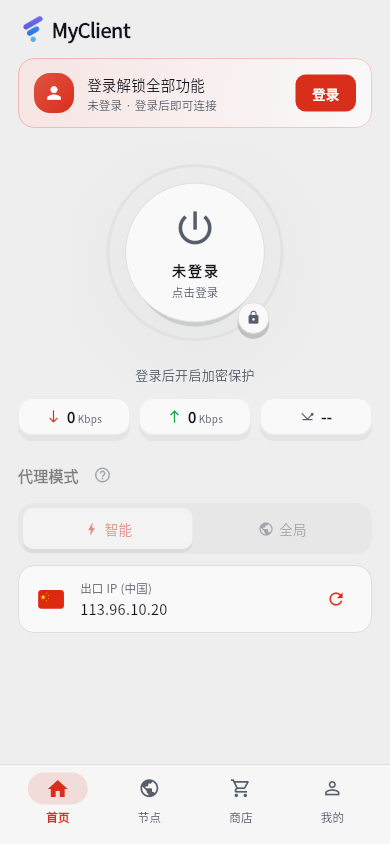 MyClient
登录解锁全部功能
未登录 · 登录后即可连接
登录
未登录
点击登录
登录后开启加密保护
0 Kbps
0 Kbps
--
代理模式
智能
全局
出口 IP (中国)
113.96.10.20
首页
节点
商店
我的